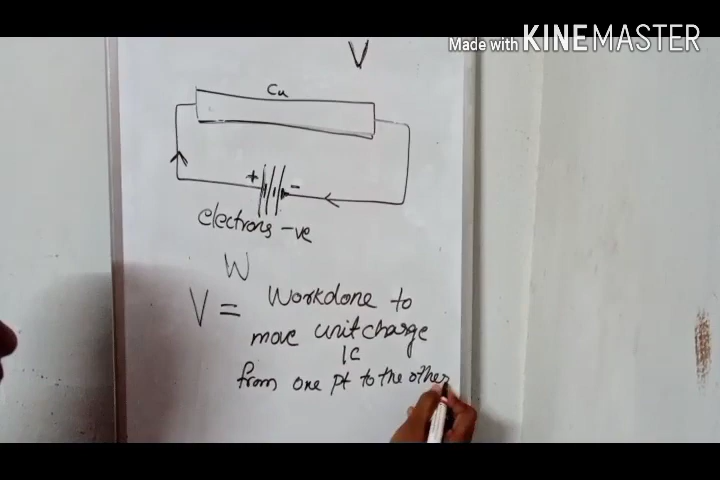 V
Made with KINEMASTER
Cu
+ -
electrons -ve
W
V = Workdone to
move unit charge
1C
from one pt to the other